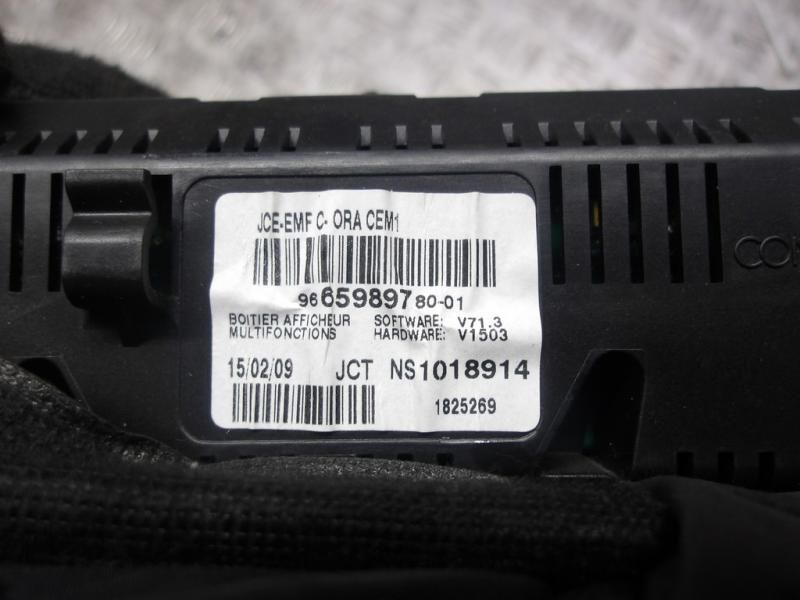 JCE-EMF C- ORA CEM1
9665989780-01
BOITIER AFFICHEUR SOFTWARE: V71.3
MULTIFONCTIONS HARDWARE: V1503
15/02/09 JCT NS1018914
1825269